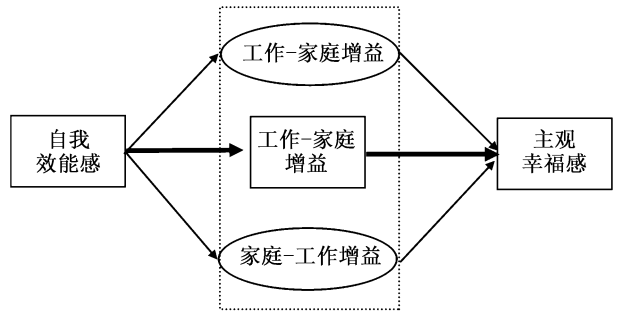 工作-家庭增益
自我
效能感
工作-家庭
增益
主观
幸福感
家庭-工作增益